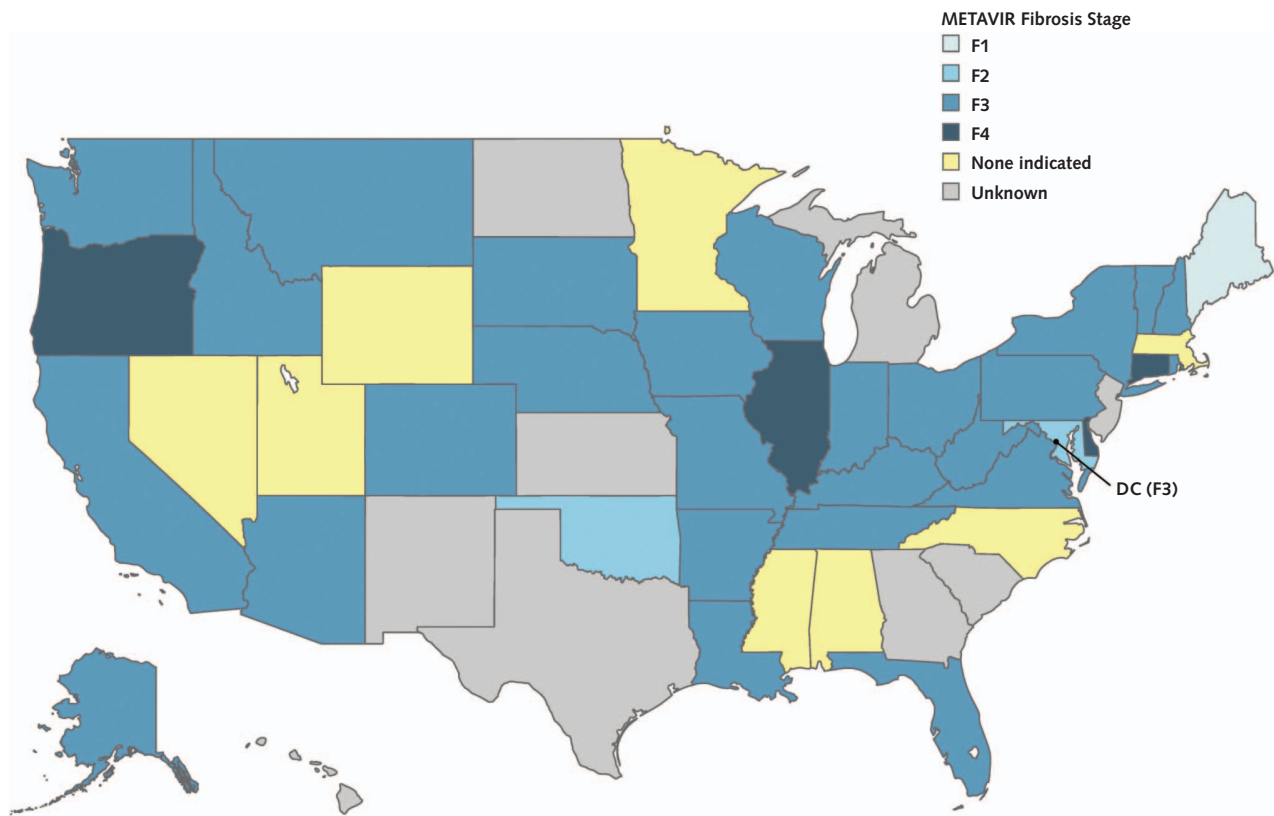 METAVIR Fibrosis Stage
F1
F2
F3
F4
None indicated
Unknown
DC (F3)